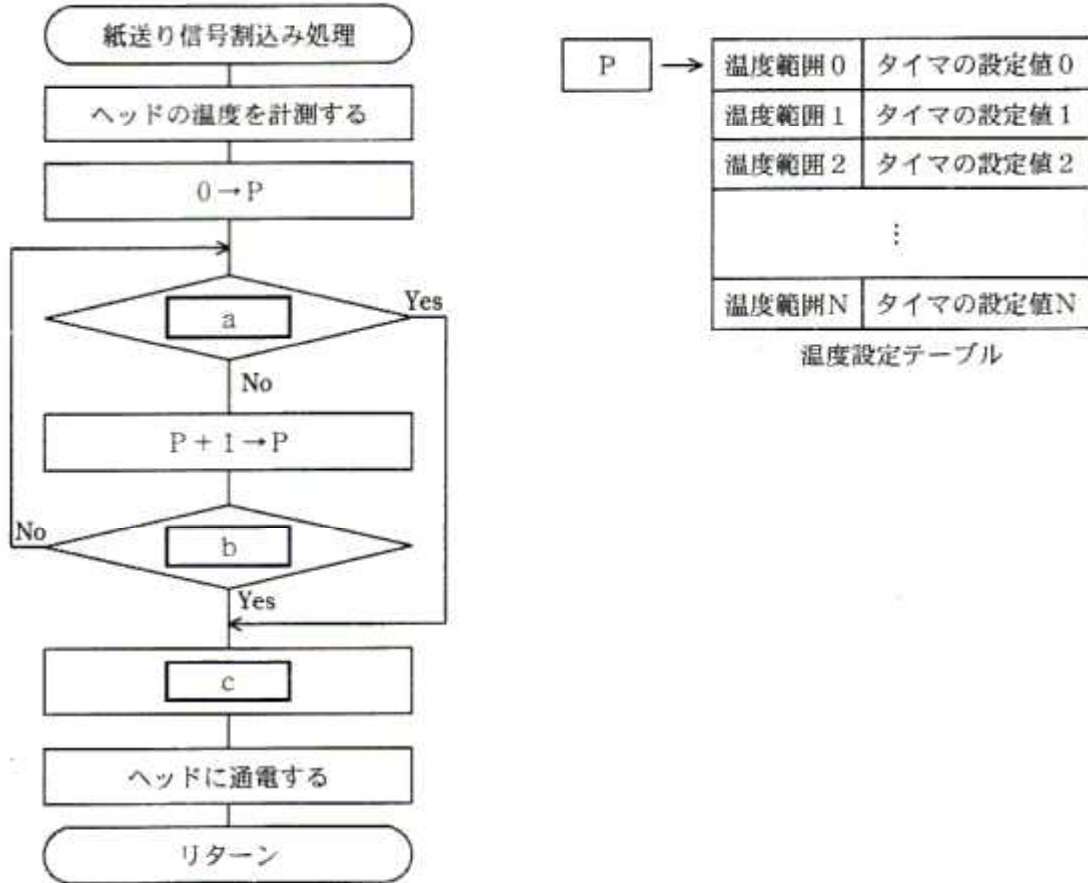 紙送り信号割込み処理
ヘッドの温度を計測する
0→P
a
Yes
No
P + 1→P
No
b
Yes
c
ヘッドに通電する
リターン
P
温度範囲0 タイマの設定値0
温度範囲1 タイマの設定値1
温度範囲2 タイマの設定値2
⋮
温度範囲N タイマの設定値N
温度設定テーブル